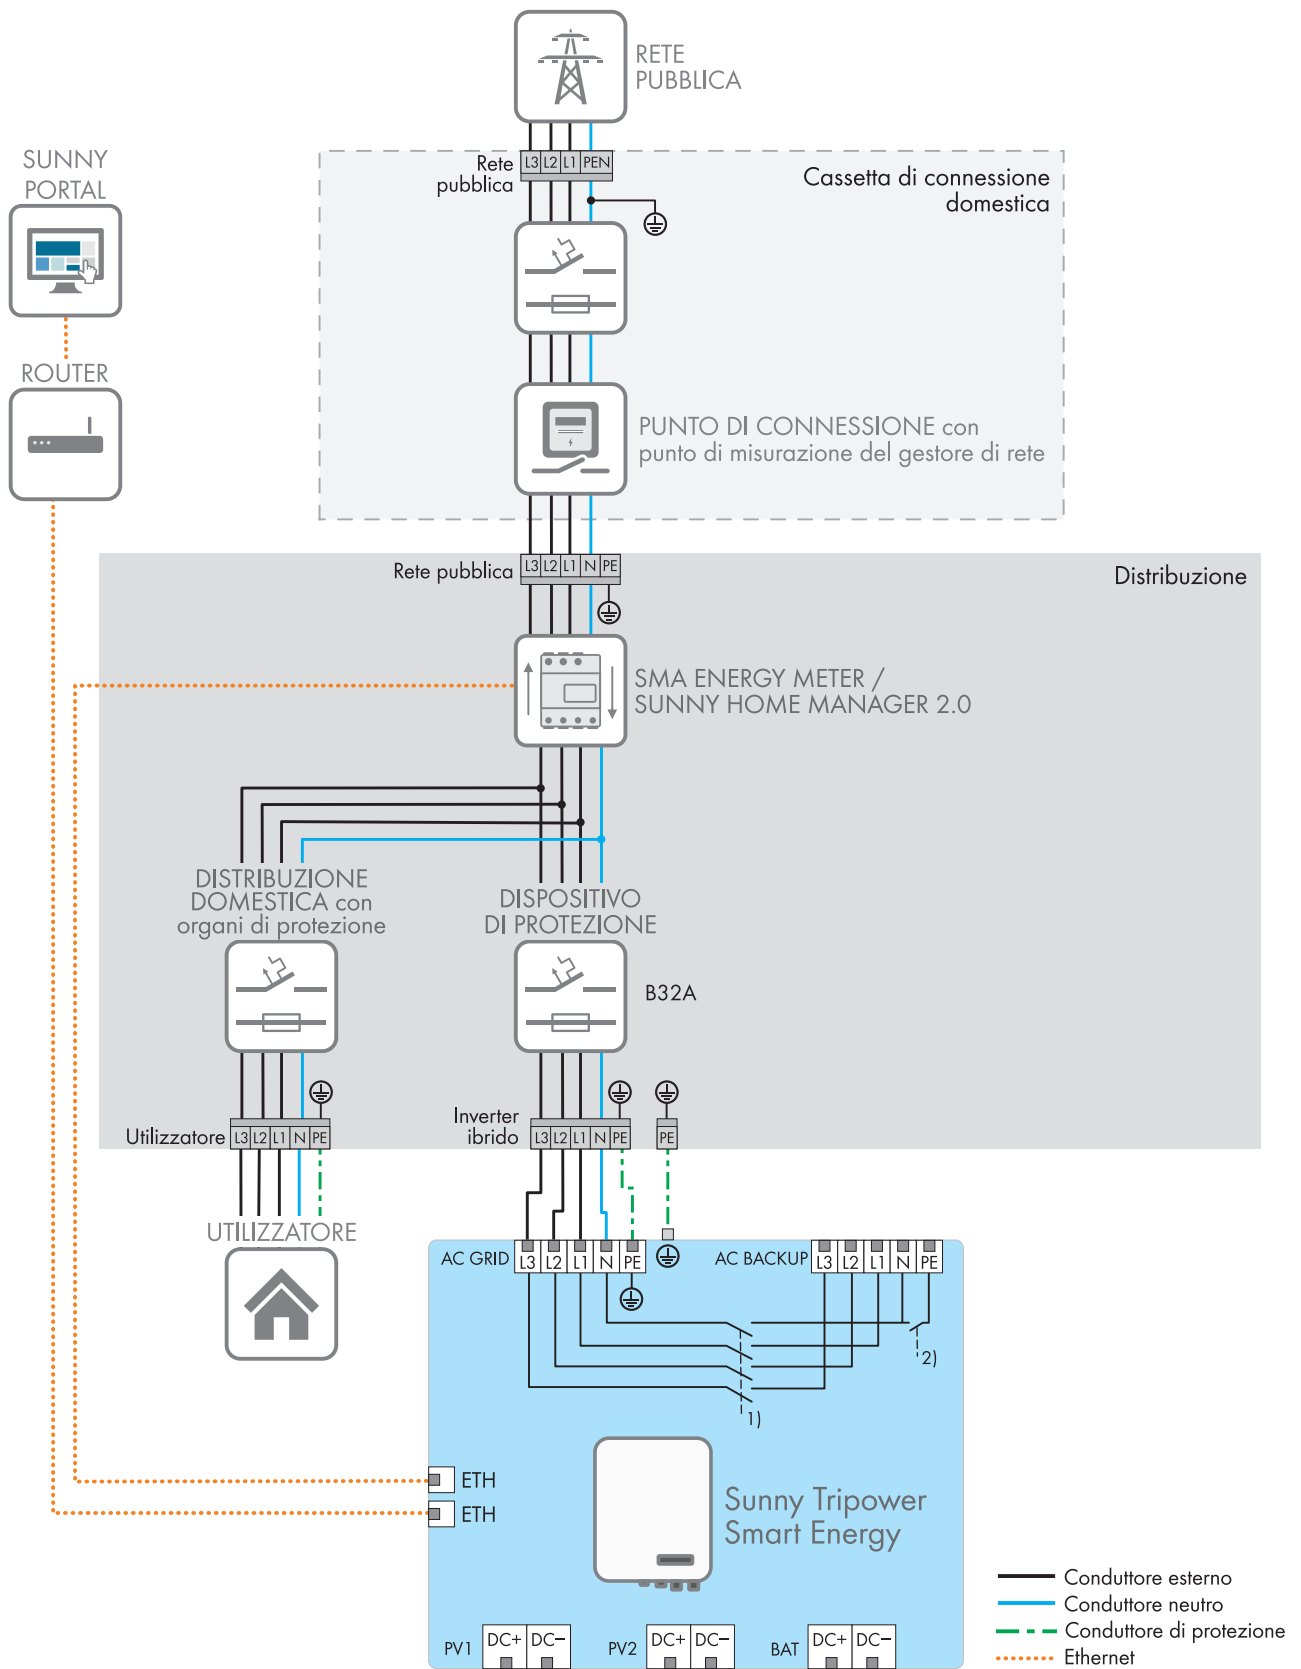 RETE
PUBBLICA
SUNNY
PORTAL
Rete
pubblica
L3 L2 L1 PEN
Cassetta di connessione
domestica
ROUTER
PUNTO DI CONNESSIONE con
punto di misurazione del gestore di rete
Rete pubblica
L3 L2 L1 N PE
Distribuzione
SMA ENERGY METER /
SUNNY HOME MANAGER 2.0
DISTRIBUZIONE
DOMESTICA con
organi di protezione
DISPOSITIVO
DI PROTEZIONE
B32A
Utilizzatore
L3 L2 L1 N PE
Inverter
ibrido
L3 L2 L1 N PE
PE
UTILIZZATORE
AC GRID
L3 L2 L1 N PE
AC BACKUP
L3 L2 L1 N PE
2)
1)
ETH
ETH
Sunny Tripower
Smart Energy
PV1 DC+ DC−
PV2 DC+ DC−
BAT DC+ DC−
Conduttore esterno
Conduttore neutro
Conduttore di protezione
Ethernet